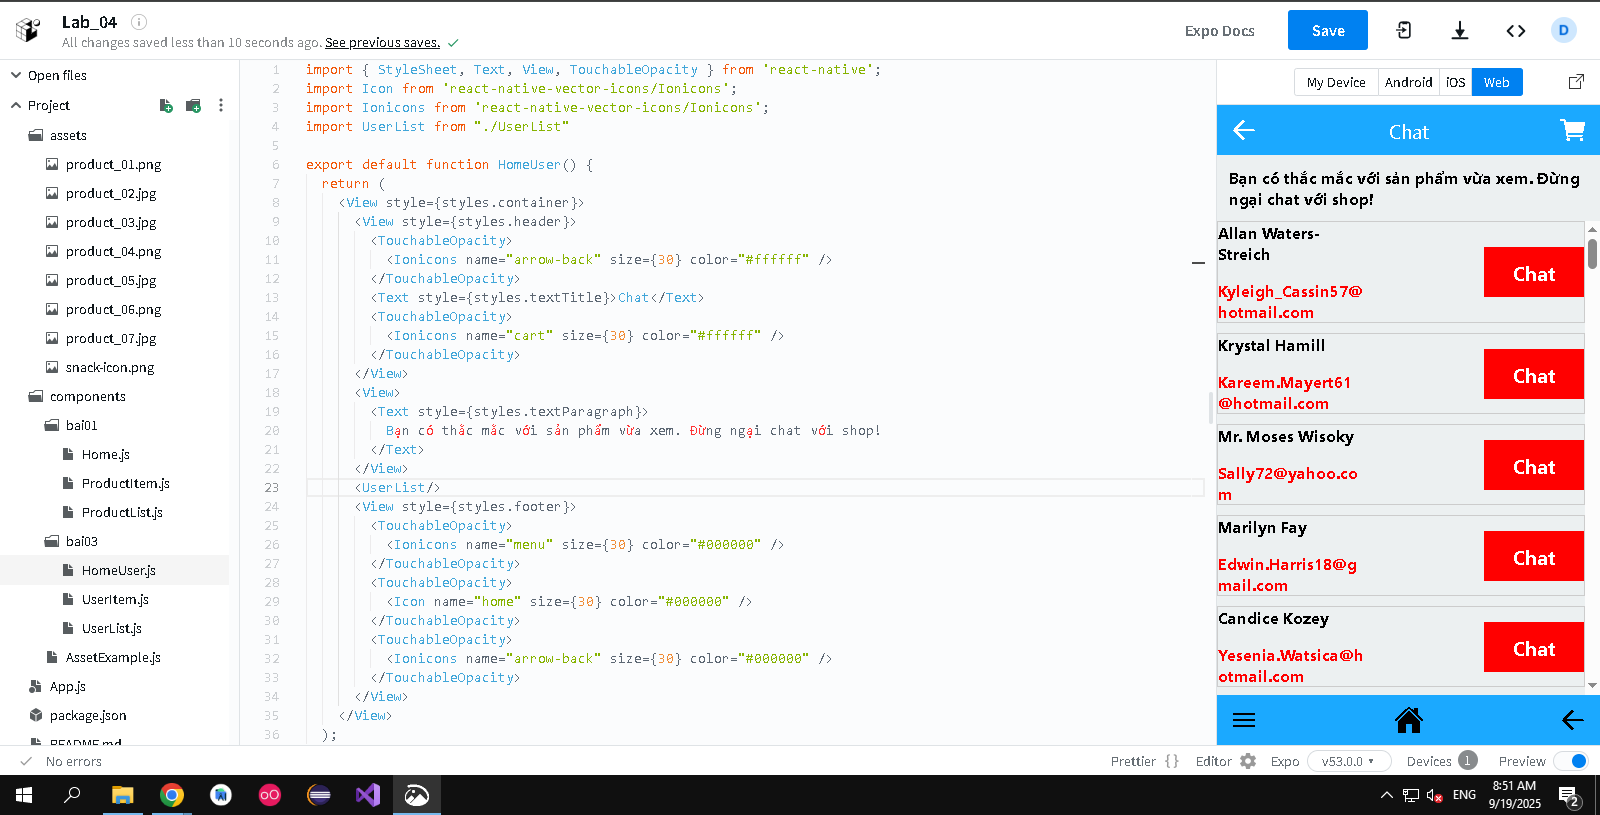 Lab_04
All changes saved less than 10 seconds ago. See previous saves.
Expo Docs
Save
D
Open files
Project
assets
product_01.png
product_02.jpg
product_03.jpg
product_04.png
product_05.jpg
product_06.png
product_07.jpg
snack-icon.png
components
bai01
Home.js
ProductItem.js
ProductList.js
bai03
HomeUser.js
UserItem.js
UserList.js
AssetExample.js
App.js
package.json
README.md
1 import { StyleSheet, Text, View, TouchableOpacity } from 'react-native';
2 import Icon from 'react-native-vector-icons/Ionicons';
3 import Ionicons from 'react-native-vector-icons/Ionicons';
4 import UserList from "./UserList"
5
6 export default function HomeUser() {
7 return (
8 <View style={styles.container}>
9 <View style={styles.header}>
10 <TouchableOpacity>
11 <Ionicons name="arrow-back" size={30} color="#ffffff" />
12 </TouchableOpacity>
13 <Text style={styles.textTitle}>Chat</Text>
14 <TouchableOpacity>
15 <Ionicons name="cart" size={30} color="#ffffff" />
16 </TouchableOpacity>
17 </View>
18 <View>
19 <Text style={styles.textParagraph}>
20 Bạn có thắc mắc với sản phẩm vừa xem. Đừng ngại chat với shop!
21 </Text>
22 </View>
23 <UserList/>
24 <View style={styles.footer}>
25 <TouchableOpacity>
26 <Ionicons name="menu" size={30} color="#000000" />
27 </TouchableOpacity>
28 <TouchableOpacity>
29 <Icon name="home" size={30} color="#000000" />
30 </TouchableOpacity>
31 <TouchableOpacity>
32 <Ionicons name="arrow-back" size={30} color="#000000" />
33 </TouchableOpacity>
34 </View>
35 </View>
36 );
My Device Android iOS Web
Chat
Bạn có thắc mắc với sản phẩm vừa xem. Đừng
ngại chat với shop!
Allan Waters-
Streich
Kyleigh_Cassin57@
hotmail.com
Chat
Krystal Hamill
Kareem.Mayert61
@hotmail.com
Chat
Mr. Moses Wisoky
Sally72@yahoo.co
m
Chat
Marilyn Fay
Edwin.Harris18@g
mail.com
Chat
Candice Kozey
Yesenia.Watsica@h
otmail.com
Chat
No errors
Prettier { } Editor Expo v53.0.0 Devices 1 Preview
ENG
8:51 AM
9/19/2025
2